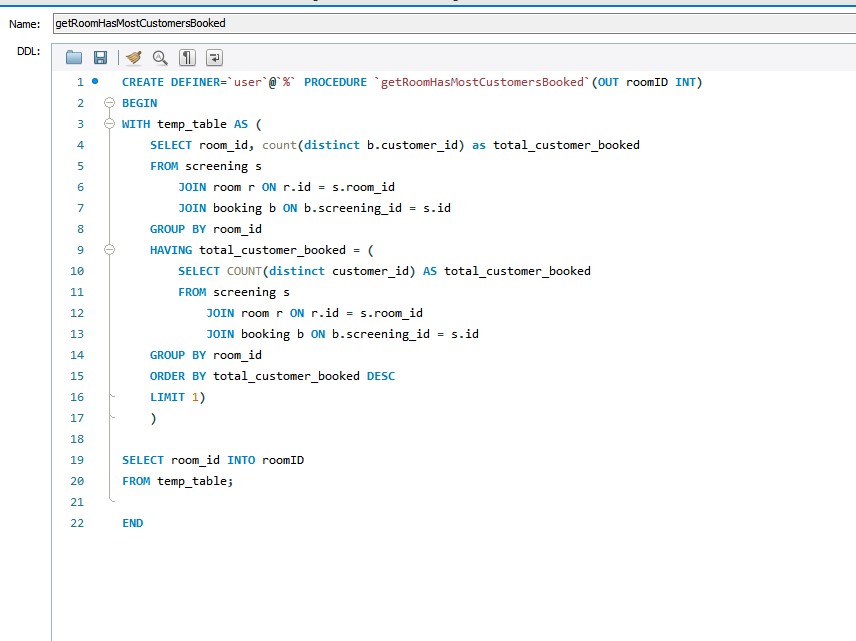 Name: getRoomHasMostCustomersBooked
DDL:
1 CREATE DEFINER=`user`@`%` PROCEDURE `getRoomHasMostCustomersBooked`(OUT roomID INT)
2 BEGIN
3 WITH temp_table AS (
4 SELECT room_id, count(distinct b.customer_id) as total_customer_booked
5 FROM screening s
6 JOIN room r ON r.id = s.room_id
7 JOIN booking b ON b.screening_id = s.id
8 GROUP BY room_id
9 HAVING total_customer_booked = (
10 SELECT COUNT(distinct customer_id) AS total_customer_booked
11 FROM screening s
12 JOIN room r ON r.id = s.room_id
13 JOIN booking b ON b.screening_id = s.id
14 GROUP BY room_id
15 ORDER BY total_customer_booked DESC
16 LIMIT 1)
17 )
18
19 SELECT room_id INTO roomID
20 FROM temp_table;
21
22 END